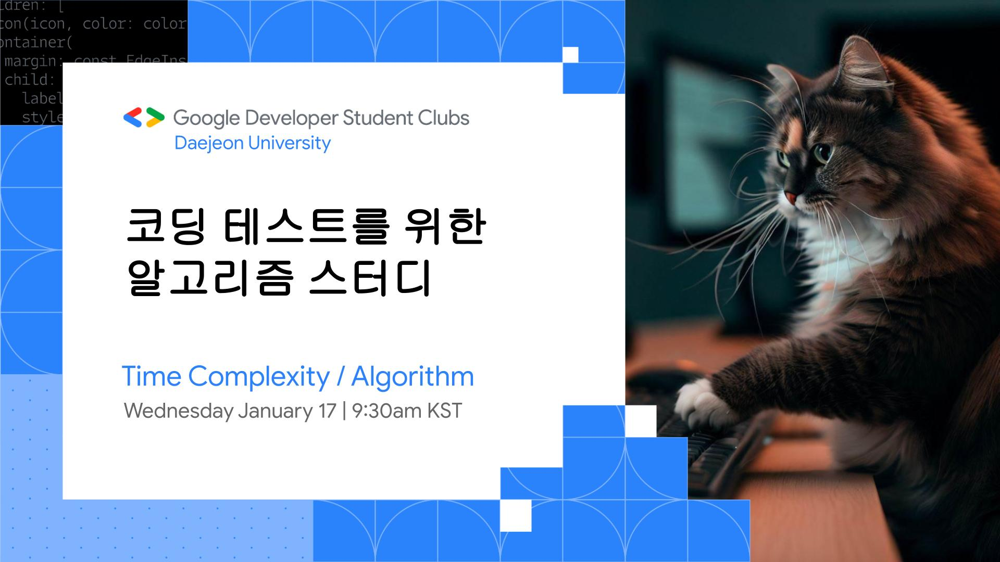 dren: [
con(icon, color: color
ontainer(
margin: const EdgeIns
child:
label
style
Google Developer Student Clubs
Daejeon University
코딩 테스트를 위한
알고리즘 스터디
Time Complexity / Algorithm
Wednesday January 17 | 9:30am KST